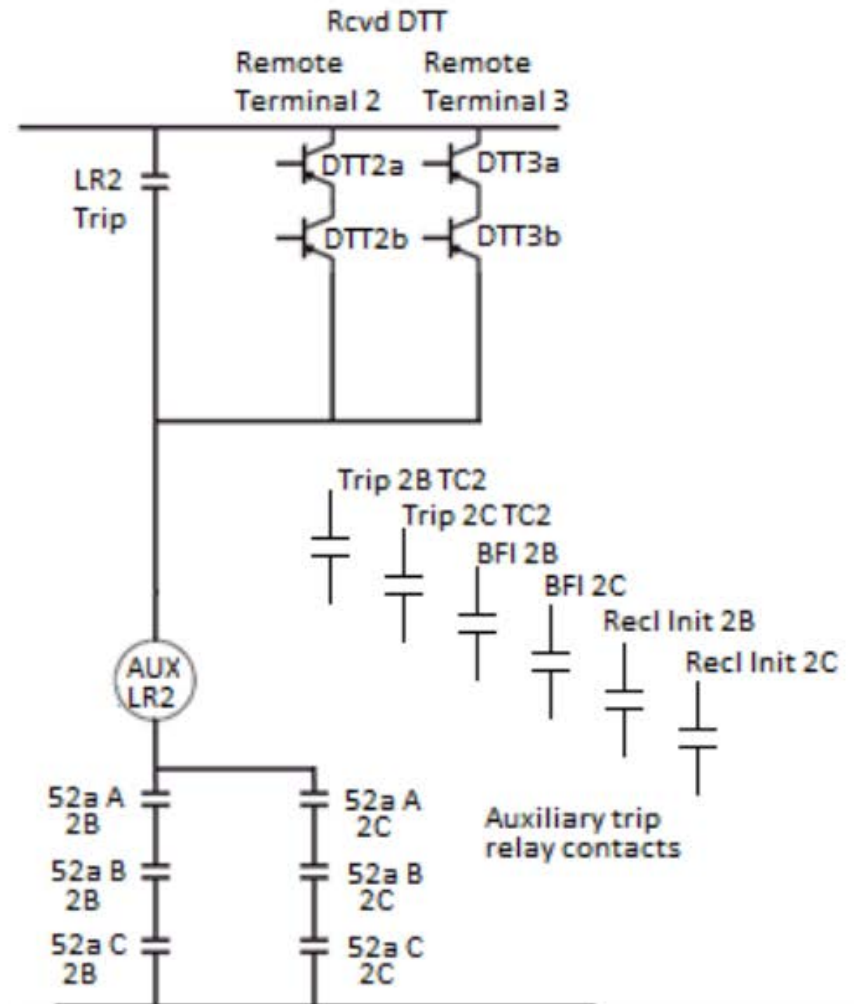 Rcvd DTT
Remote
Terminal 2
Remote
Terminal 3
LR2
Trip
DTT2a
DTT3a
DTT2b
DTT3b
Trip 2B TC2
Trip 2C TC2
BFI 2B
BFI 2C
Recl Init 2B
Recl Init 2C
AUX
LR2
52a A
2B
52a A
2C
52a B
2B
52a B
2C
52a C
2B
52a C
2C
Auxiliary trip
relay contacts